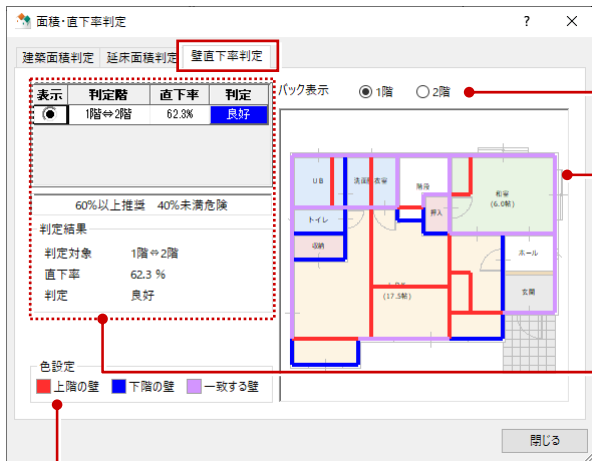 面積・直下率判定
建築面積判定 延床面積判定 壁直下率判定
表示 判定階 直下率 判定
1階⇔2階 62.3% 良好
60%以上推奨 40%未満危険
判定結果
判定対象 1階⇔2階
直下率 62.3 %
判定 良好
色設定
上階の壁 下階の壁 一致する壁
バック表示 1階 2階
UB 階段 和室
(6.0帖)
トイレ 押入
収納 ホール
玄関
(17.5帖)
閉じる